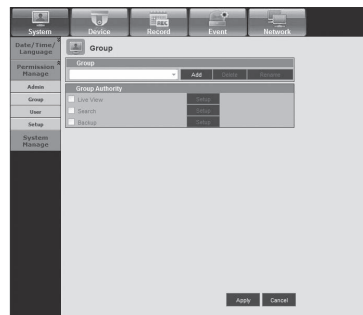 System Device Record Event Network
Date/Time/
Language
Permission
Manage
Admin
Group
User
Setup
System
Manage
Group
Group
Add Delete Rename
Group Authority
Live View Setup
Search Setup
Backup Setup
Apply Cancel